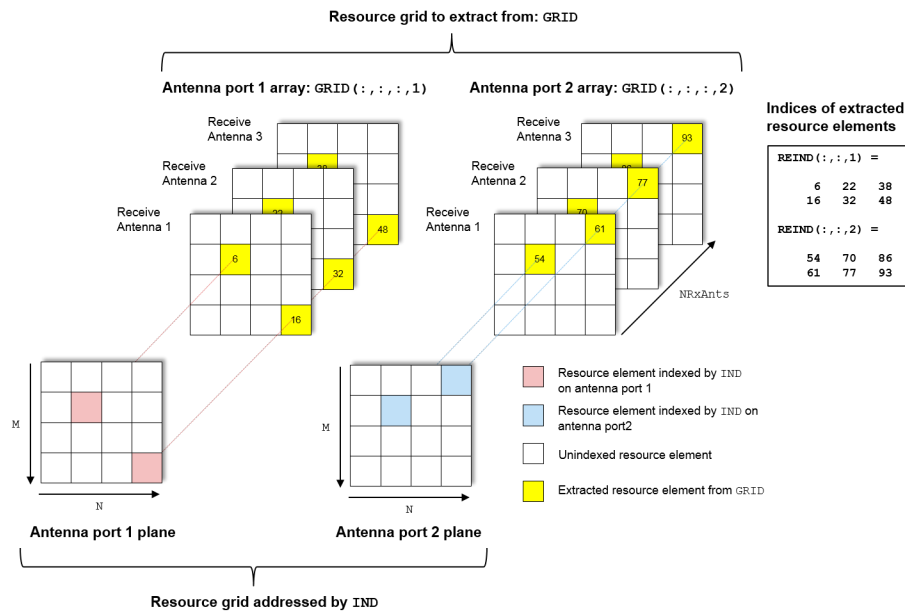 Resource grid to extract from: GRID
Antenna port 1 array: GRID(:,:,:,1)
Antenna port 2 array: GRID(:,:,:,2)
Receive
Antenna 3
38
48
Receive
Antenna 2
22
32
Receive
Antenna 1
6
16
Receive
Antenna 3
93
Receive
Antenna 2
70
77
Receive
Antenna 1
54
61
NRxAnts
Indices of extracted
resource elements
REIND(:,:,1) =
6 22 38
16 32 48
REIND(:,:,2) =
54 70 86
61 77 93
M
N
Antenna port 1 plane
M
N
Antenna port 2 plane
Resource element indexed by IND
on antenna port 1
Resource element indexed by IND on
antenna port2
Unindexed resource element
Extracted resource element from GRID
Resource grid addressed by IND